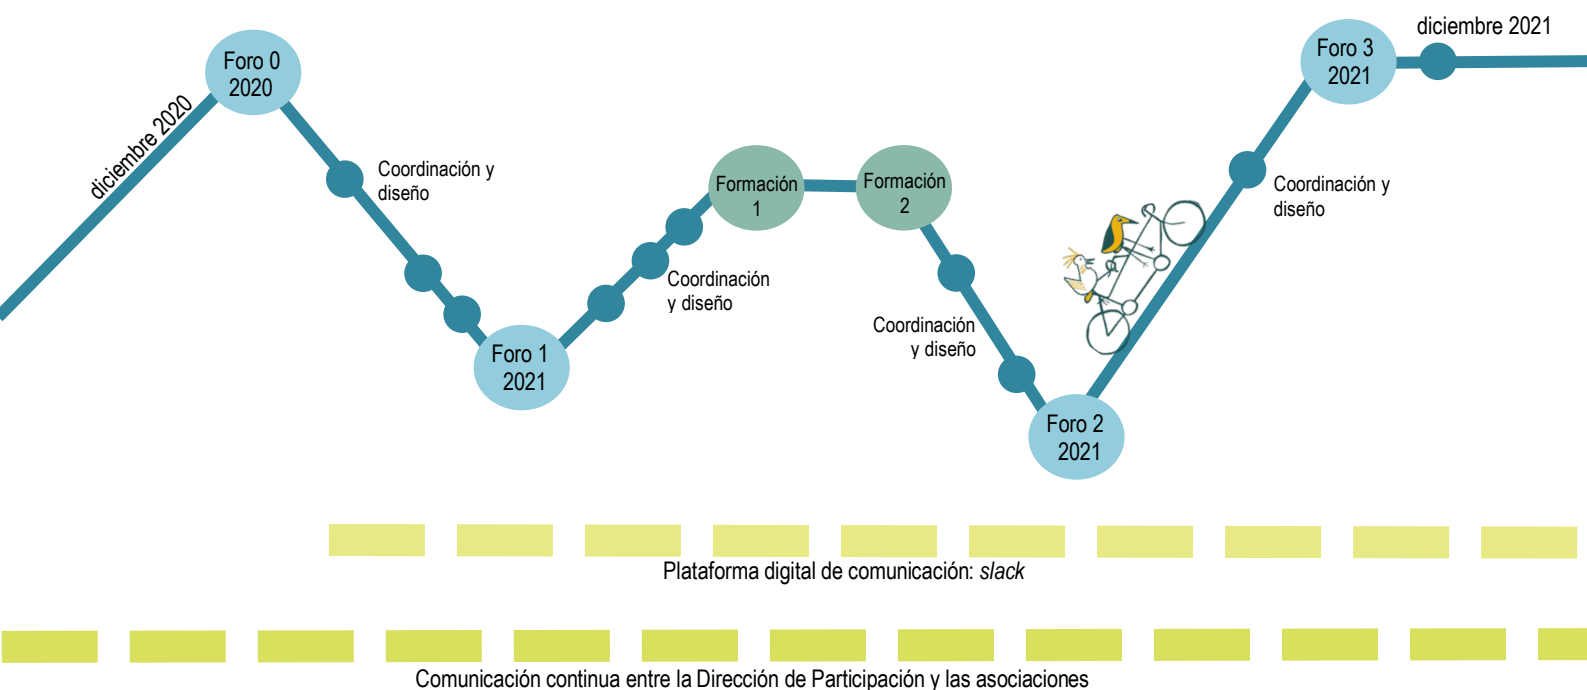 diciembre 2020
Foro 0
2020
Coordinación y
diseño
Foro 1
2021
Coordinación
y diseño
Formación
1
Formación
2
Coordinación
y diseño
Foro 2
2021
Coordinación y
diseño
Foro 3
2021
diciembre 2021
Plataforma digital de comunicación: slack
Comunicación continua entre la Dirección de Participación y las asociaciones